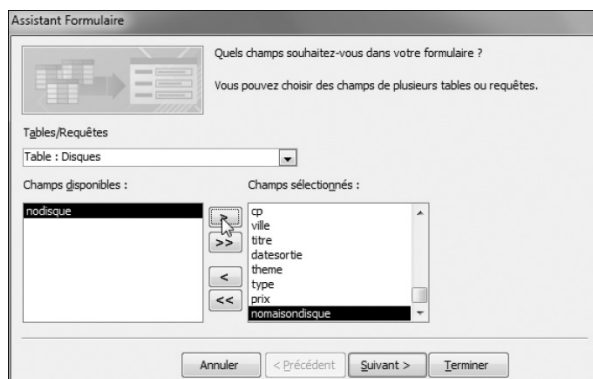 Assistant Formulaire
Quels champs souhaitez-vous dans votre formulaire ?
Vous pouvez choisir des champs de plusieurs tables ou requêtes.
Tables/Requêtes
Table : Disques
Champs disponibles :
Champs sélectionnés :
nodisque
>
>>
<
<<
cp
ville
titre
datesortie
theme
type
prix
nomaisondisque
Annuler
< Précédent
Suivant >
Terminer